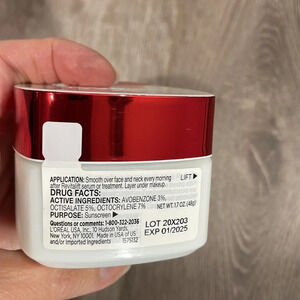 APPLICATION: Smooth over face and neck every morning
after Revitalift serum or treatment. Layer under makeup.
LIFT ▶
DRUG FACTS:
ACTIVE INGREDIENTS: AVOBENZONE 3%,
OCTISALATE 5%, OCTOCRYLENE 7%
NET WT. 1.7 OZ. (48g)
PURPOSE: Sunscreen ▶
Questions or comments? 1-800-322-2036
L'OREAL USA, Inc. 10 Hudson Yards,
New York, NY 10001. Made in USA of US
and/or Imported Ingredients
1575132
LOT 20X203
EXP 01/2025